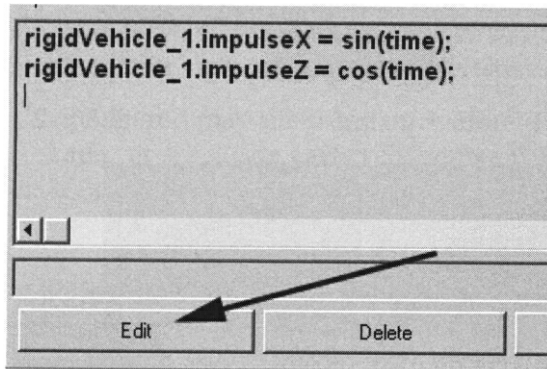 rigidVehicle_1.impulseX = sin(time);
rigidVehicle_1.impulseZ = cos(time);
Edit
Delete